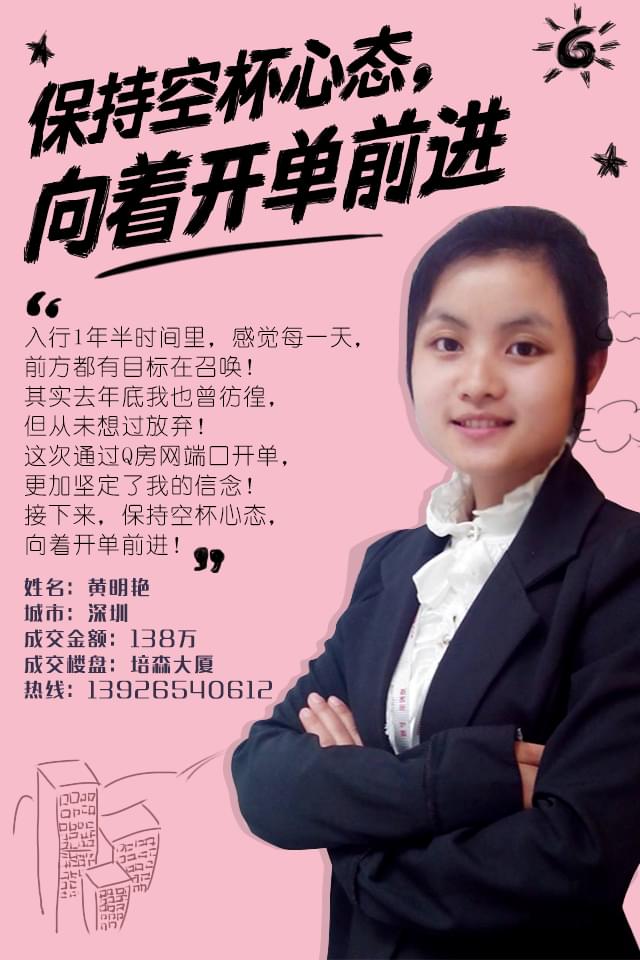 保持空杯心态，
向着开单前进
“
入行1年半时间里，感觉每一天，
前方都有目标在召唤！
其实去年底我也曾彷徨，
但从未想过放弃！
这次通过Q房网端口开单，
更加坚定了我的信念！
接下来，保持空杯心态，
向着开单前进！
”
姓名：黄明艳
城市：深圳
成交金额：138万
成交楼盘：培森大厦
热线：13926540612